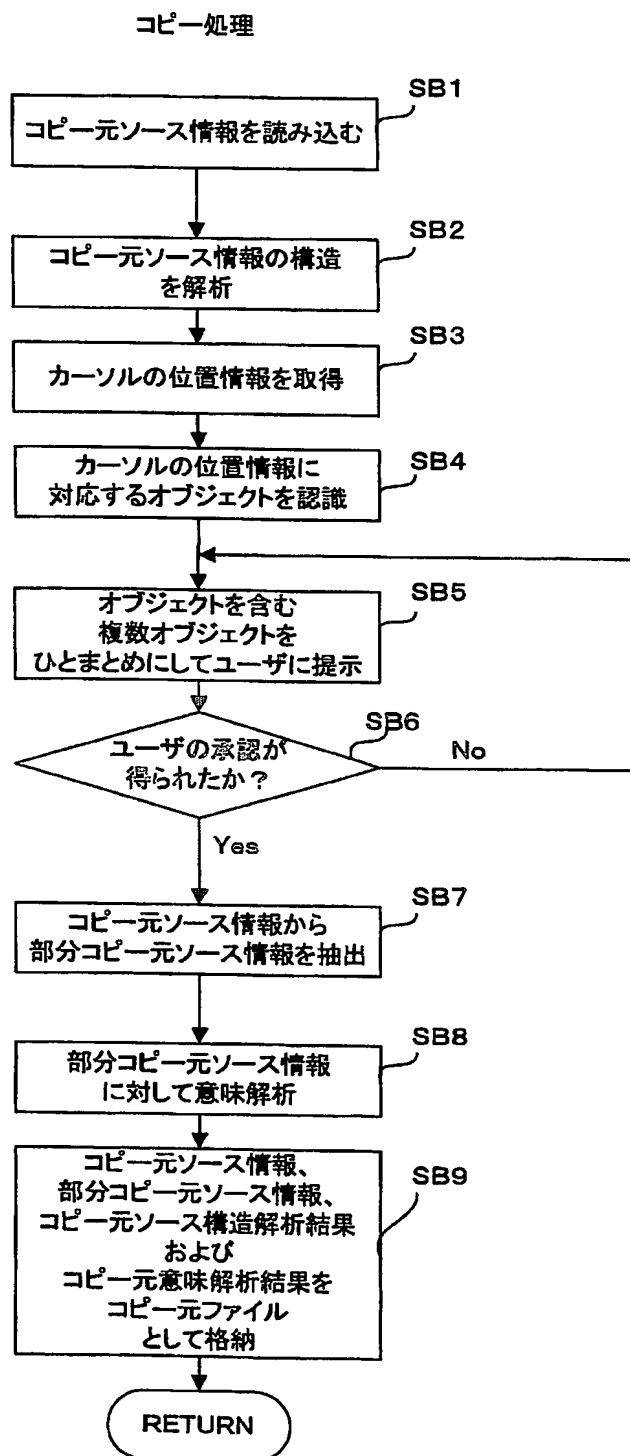 コピー処理
SB1
コピー元ソース情報を読み込む
SB2
コピー元ソース情報の構造
を解析
SB3
カーソルの位置情報を取得
SB4
カーソルの位置情報に
対応するオブジェクトを認識
SB5
オブジェクトを含む
複数オブジェクトを
ひとまとめにしてユーザに提示
SB6
ユーザの承認が
得られたか？
No
Yes
SB7
コピー元ソース情報から
部分コピー元ソース情報を抽出
SB8
部分コピー元ソース情報
に対して意味解析
SB9
コピー元ソース情報、
部分コピー元ソース情報、
コピー元ソース構造解析結果
および
コピー元意味解析結果を
コピー元ファイル
として格納
RETURN